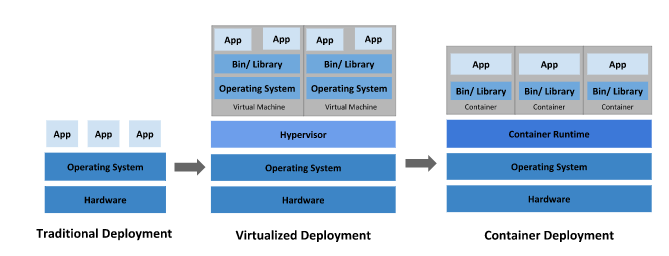 App App App
Operating System
Hardware
Traditional Deployment
App App App App
Bin/ Library Bin/ Library
Operating System Operating System
Virtual Machine Virtual Machine
Hypervisor
Operating System
Hardware
Virtualized Deployment
App App App
Bin/ Library Bin/ Library Bin/ Library
Container Container Container
Container Runtime
Operating System
Hardware
Container Deployment